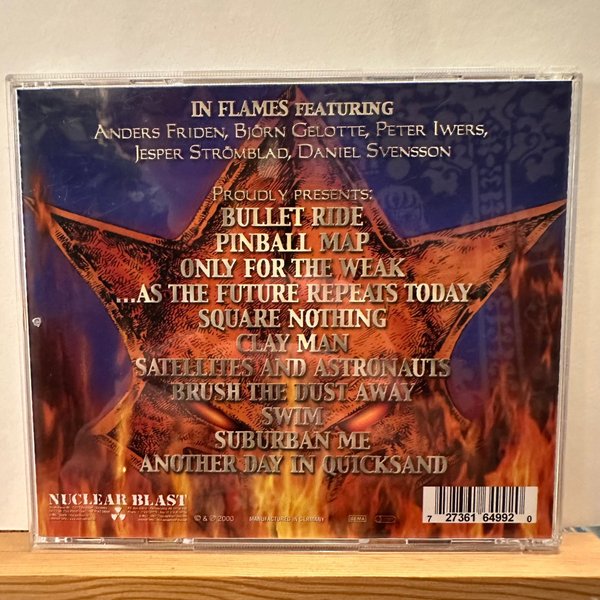 IN FLAMES FEATURING
ANDERS FRIDEN, BJÖRN GELOTTE, PETER IWERS,
JESPER STRÖMBLAD, DANIEL SVENSSON
PROUDLY PRESENTS:
BULLET RIDE
PINBALL MAP
ONLY FOR THE WEAK
...AS THE FUTURE REPEATS TODAY
SQUARE NOTHING
CLAY MAN
SATELLITES AND ASTRONAUTS
BRUSH THE DUST AWAY
SWIM
SUBURBAN ME
ANOTHER DAY IN QUICKSAND
NUCLEAR BLAST
© & ℗ 2000
MANUFACTURED IN GERMANY
GEMA
7 27361 64992 0